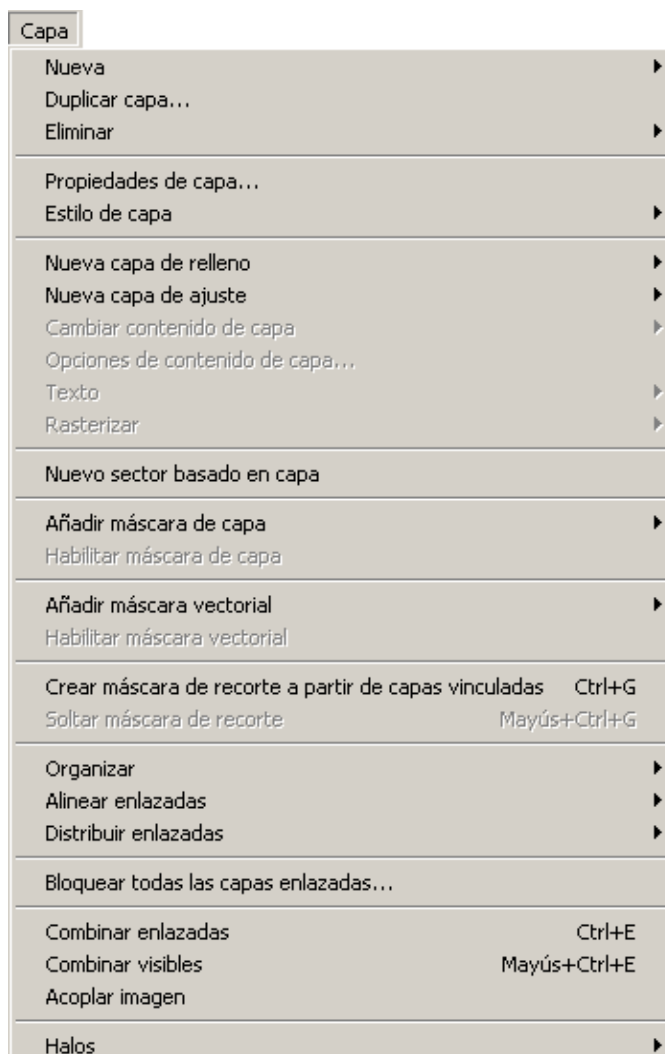 Capa
Nueva
Duplicar capa...
Eliminar
Propiedades de capa...
Estilo de capa
Nueva capa de relleno
Nueva capa de ajuste
Cambiar contenido de capa
Opciones de contenido de capa...
Texto
Rasterizar
Nuevo sector basado en capa
Añadir máscara de capa
Habilitar máscara de capa
Añadir máscara vectorial
Habilitar máscara vectorial
Crear máscara de recorte a partir de capas vinculadas Ctrl+G
Soltar máscara de recorte Mayús+Ctrl+G
Organizar
Alinear enlazadas
Distribuir enlazadas
Bloquear todas las capas enlazadas...
Combinar enlazadas Ctrl+E
Combinar visibles Mayús+Ctrl+E
Acoplar imagen
Halos